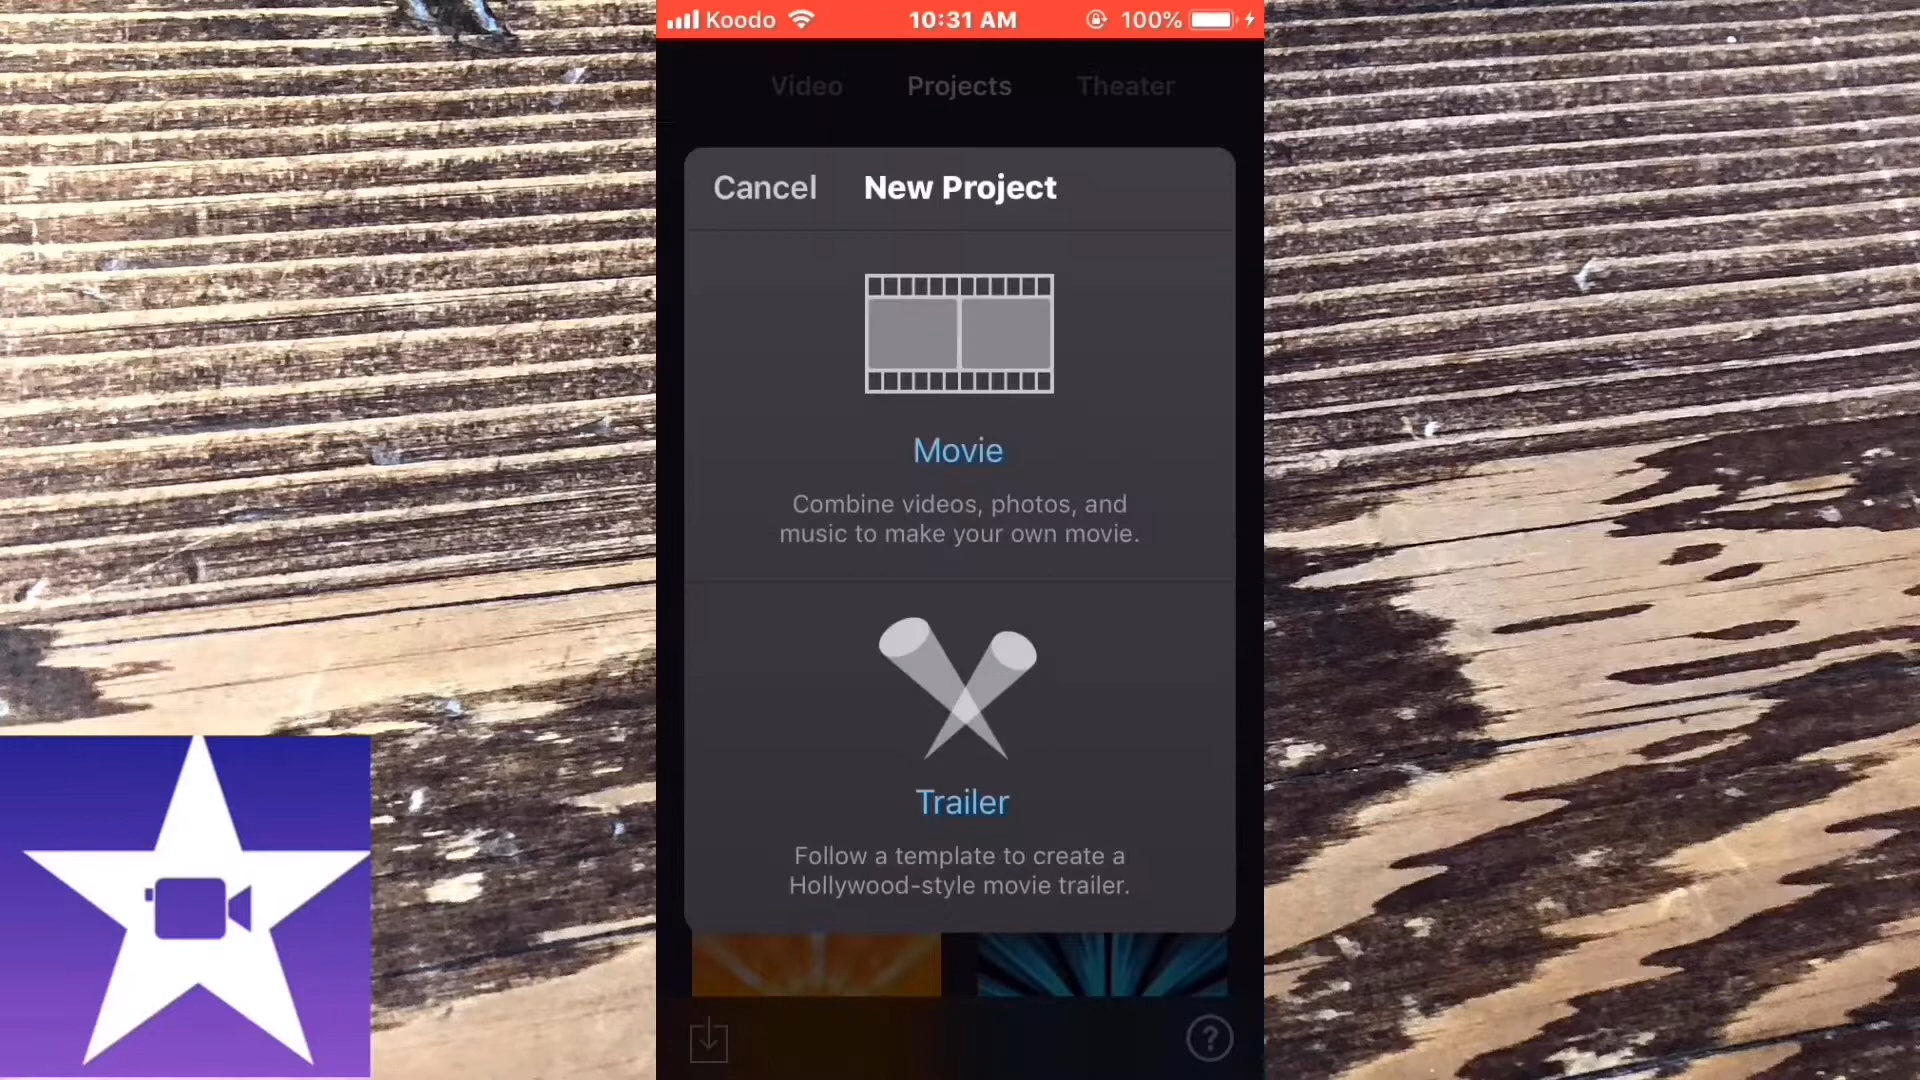 Koodo 10:31 AM 100%
Video Projects Theater
Cancel New Project
Movie
Combine videos, photos, and
music to make your own movie.
Trailer
Follow a template to create a
Hollywood-style movie trailer.
?